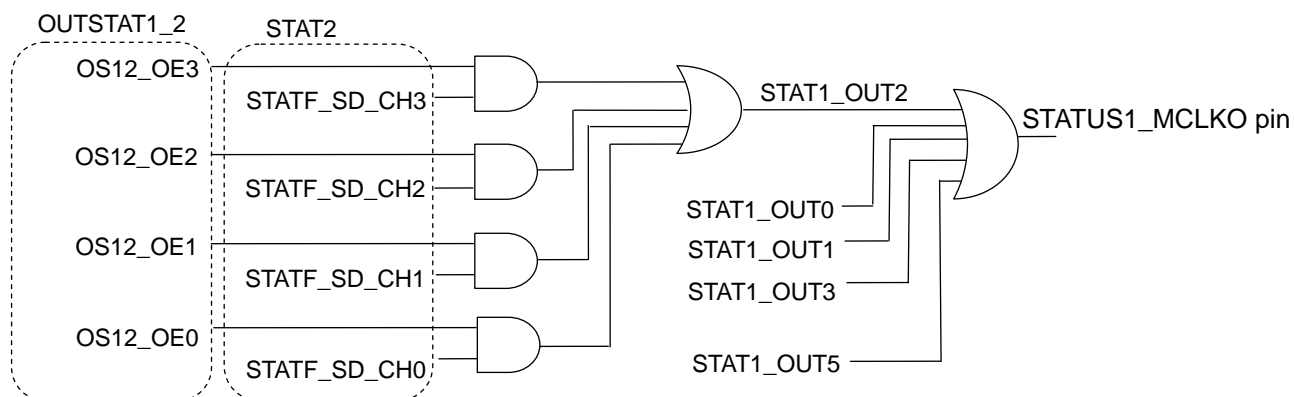 OUTSTAT1_2
STAT2
OS12_OE3
STATF_SD_CH3
STAT1_OUT2
STATUS1_MCLKO pin
OS12_OE2
STATF_SD_CH2
STAT1_OUT0
OS12_OE1
STAT1_OUT1
STATF_SD_CH1
STAT1_OUT3
OS12_OE0
STATF_SD_CH0
STAT1_OUT5